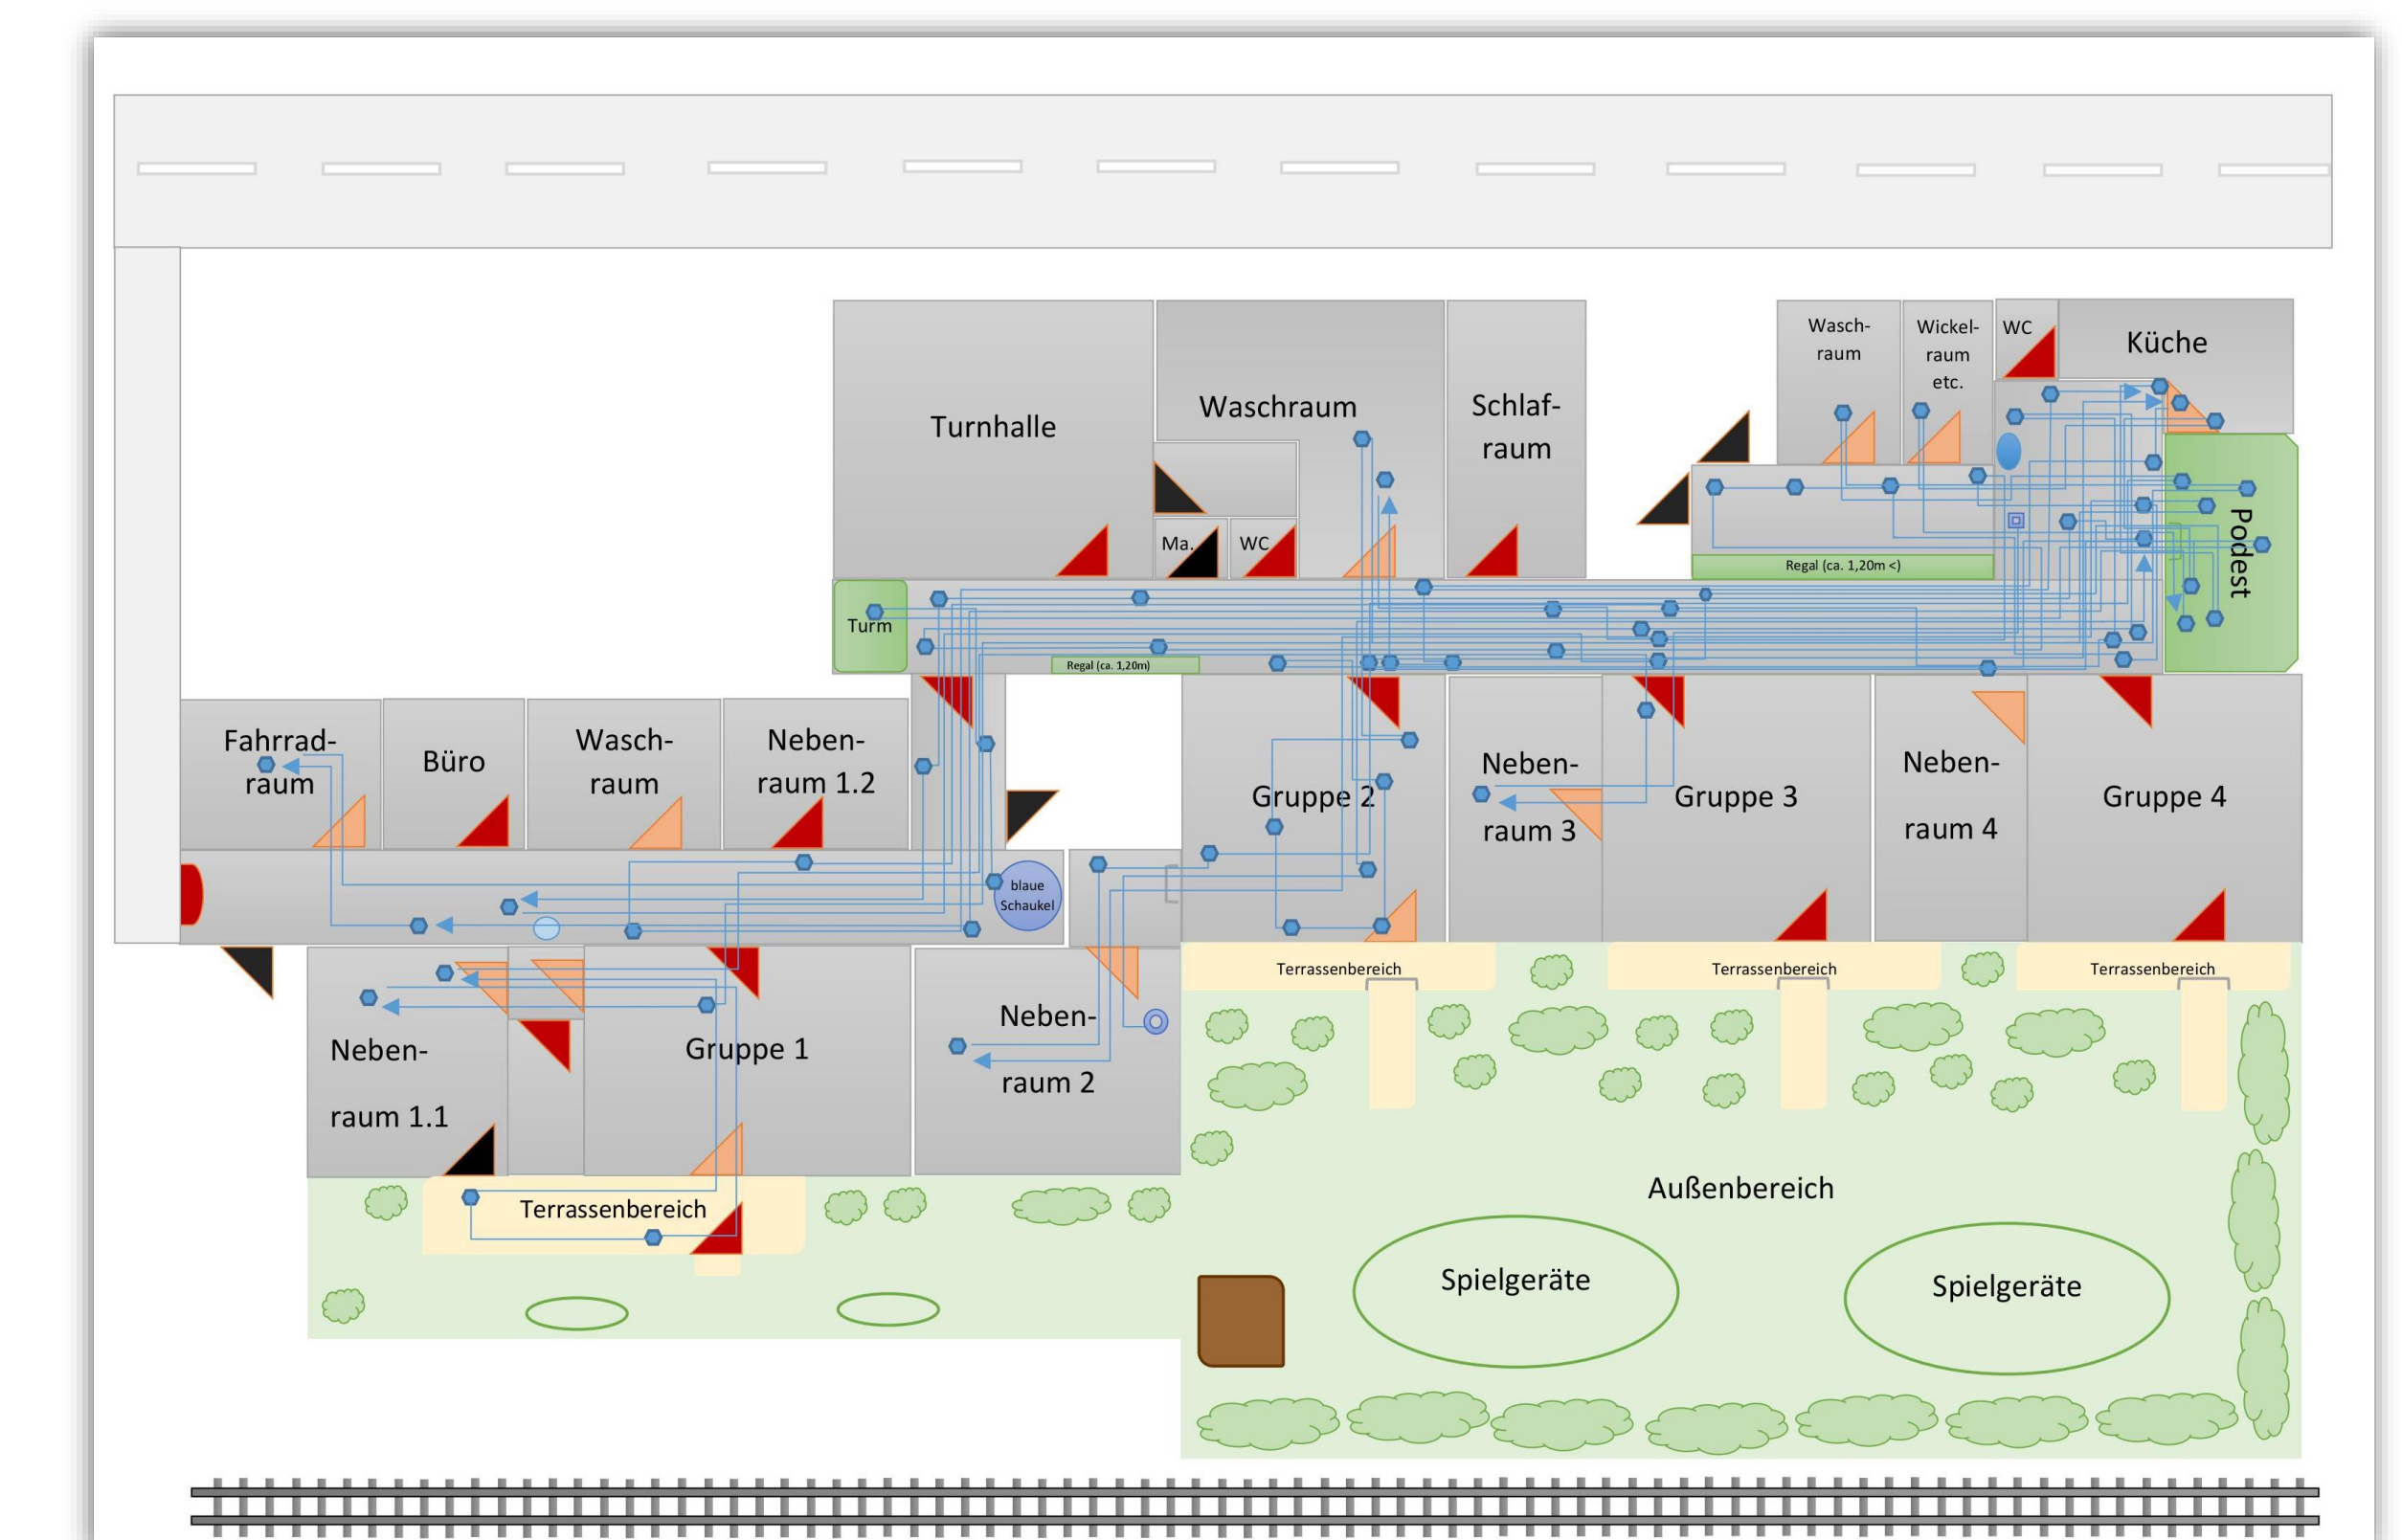 Wasch-
raum
Wickel-
raum
etc.
WC
Küche
Turnhalle
Waschraum
Schlaf-
raum
Ma.
WC
Podest
Regal (ca. 1,20m <)
Turm
Regal (ca. 1,20m)
Fahrrad-
raum
Büro
Wasch-
raum
Neben-
raum 1.2
Gruppe 2
Neben-
raum 3
Gruppe 3
Neben-
raum 4
Gruppe 4
blaue
Schaukel
Terrassenbereich
Terrassenbereich
Terrassenbereich
Neben-
raum 1.1
Gruppe 1
Neben-
raum 2
Terrassenbereich
Außenbereich
Spielgeräte
Spielgeräte